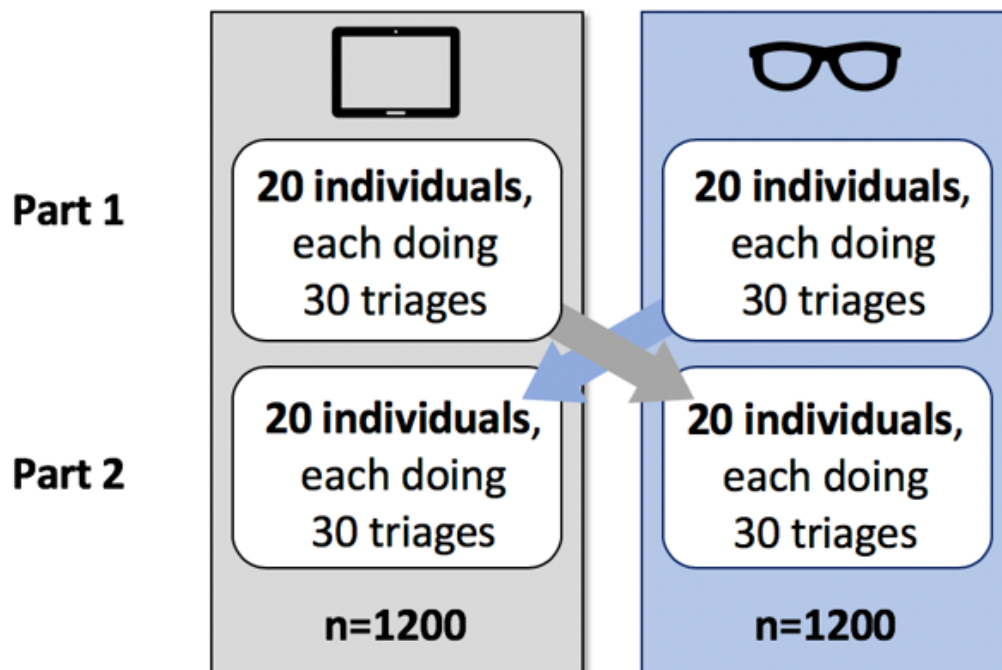 Part 1
20 individuals,
each doing
30 triages
20 individuals,
each doing
30 triages
Part 2
20 individuals,
each doing
30 triages
20 individuals,
each doing
30 triages
n=1200
n=1200